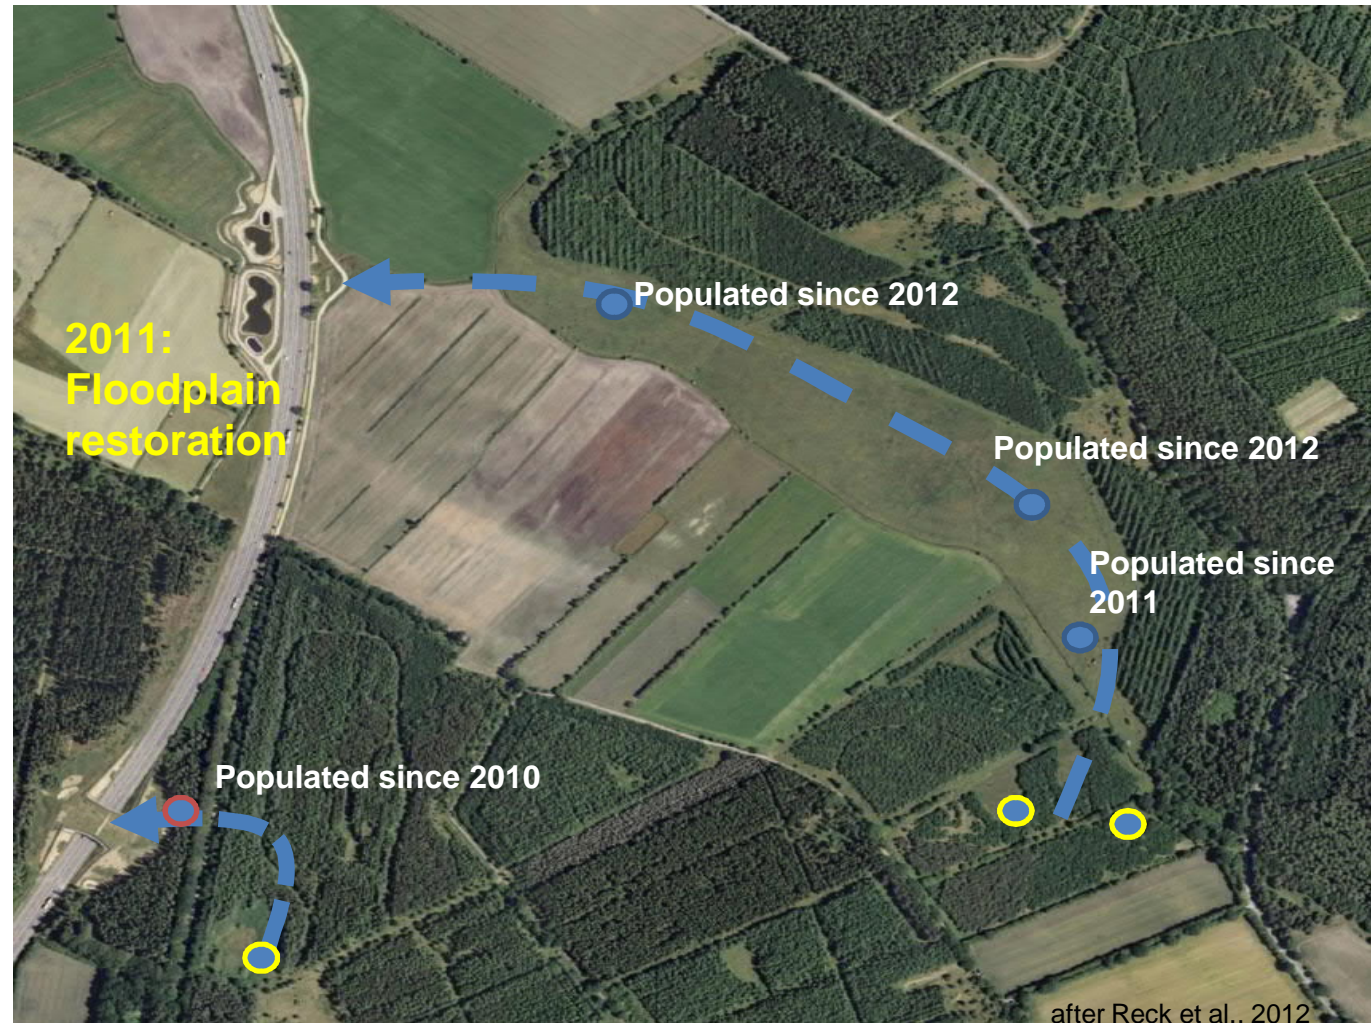 Populated since 2012
2011:
Floodplain
restoration
Populated since 2012
Populated since
2011
Populated since 2010
after Reck et al., 2012